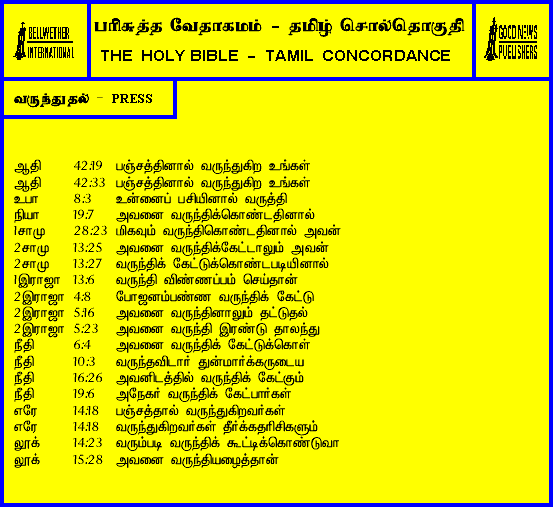 BELLWETHER
INTERNATIONAL
பரிசுத்த வேதாகமம் - தமிழ் சொல்தொகுதி
THE HOLY BIBLE - TAMIL CONCORDANCE
GOOD NEWS
PUBLISHERS
வருந்துதல் - PRESS
ஆதி 42:19 பஞ்சத்தினால் வருந்துகிற உங்கள்
ஆதி 42:33 பஞ்சத்தினால் வருந்துகிற உங்கள்
உபா 8:3 உன்னைப் பசியினால் வருத்தி
நியா 19:7 அவனை வருந்திக்கொண்டதினால்
1சாமு 28:23 மிகவும் வருந்திகொண்டதினால் அவன்
2சாமு 13:25 அவனை வருந்திக்கேட்டாலும் அவன்
2சாமு 13:27 வருந்திக் கேட்டுக்கொண்டபடியினால்
1இராஜா 13:6 வருந்தி விண்ணப்பம் செய்தான்
2இராஜா 4:8 போஜனம்பண்ண வருந்திக் கேட்டு
2இராஜா 5:16 அவனை வருந்தினாலும் தட்டுதல்
2இராஜா 5:23 அவனை வருந்தி இரண்டு தாலந்து
நீதி 6:4 அவனை வருந்திக் கேட்டுக்கொள்
நீதி 10:3 வருந்தவிடார் துன்மார்க்கருடைய
நீதி 16:26 அவனிடத்தில் வருந்திக் கேட்கும்
நீதி 19:6 அநேகர் வருந்திக் கேட்பார்கள்
எரே 14:18 பஞ்சத்தால் வருந்துகிறவர்கள்
எரே 14:18 வருந்துகிறவர்கள் தீர்க்கதரிசிகளும்
லூக் 14:23 வரும்படி வருந்திக் கூட்டிக்கொண்டுவா
லூக் 15:28 அவனை வருந்தியழைத்தான்